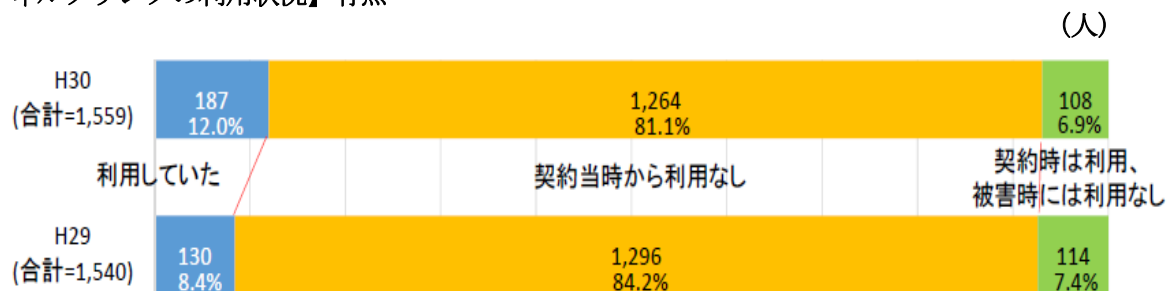 (人)
H30
(合計=1,559)
187
12.0%
1,264
81.1%
108
6.9%
利用していた
契約当時から利用なし
契約時は利用、
被害時には利用なし
H29
(合計=1,540)
130
8.4%
1,296
84.2%
114
7.4%